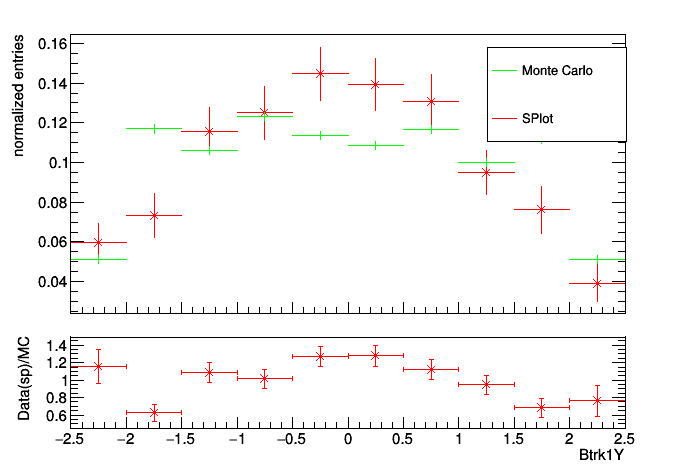 normalized entries
0.16
0.14
0.12
0.1
0.08
0.06
0.04
Monte Carlo
SPlot
Data(sp)/MC
1.4
1.2
1
0.8
0.6
−2.5 −2 −1.5 −1 −0.5 0 0.5 1 1.5 2 2.5
Btrk1Y